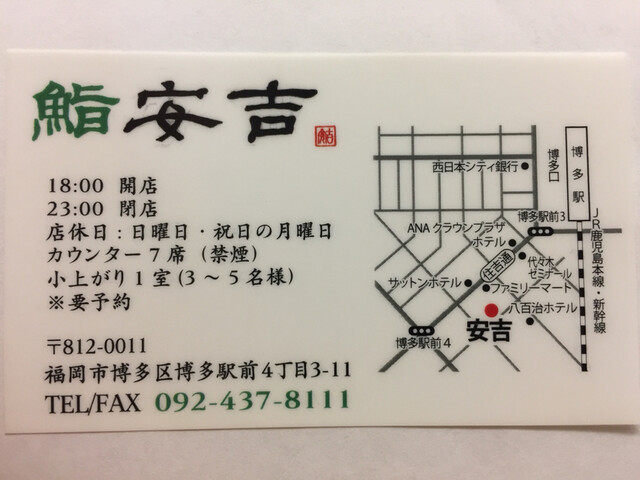 鮨 安吉
18:00 開店
23:00 閉店
店休日：日曜日・祝日の月曜日
カウンター 7 席（禁煙）
小上がり 1 室 (3 ～ 5 名様)
※要予約
〒812-0011
福岡市博多区博多駅前4丁目3-11
TEL/FAX 092-437-8111
西日本シティ銀行
博多口
博多駅
博多駅前3
ANA クラウンプラザ
ホテル
住吉通
代々木
セミナール
サットンホテル
ファミリーマート
八百治ホテル
安吉
博多駅前4
JR鹿児島本線・新幹線